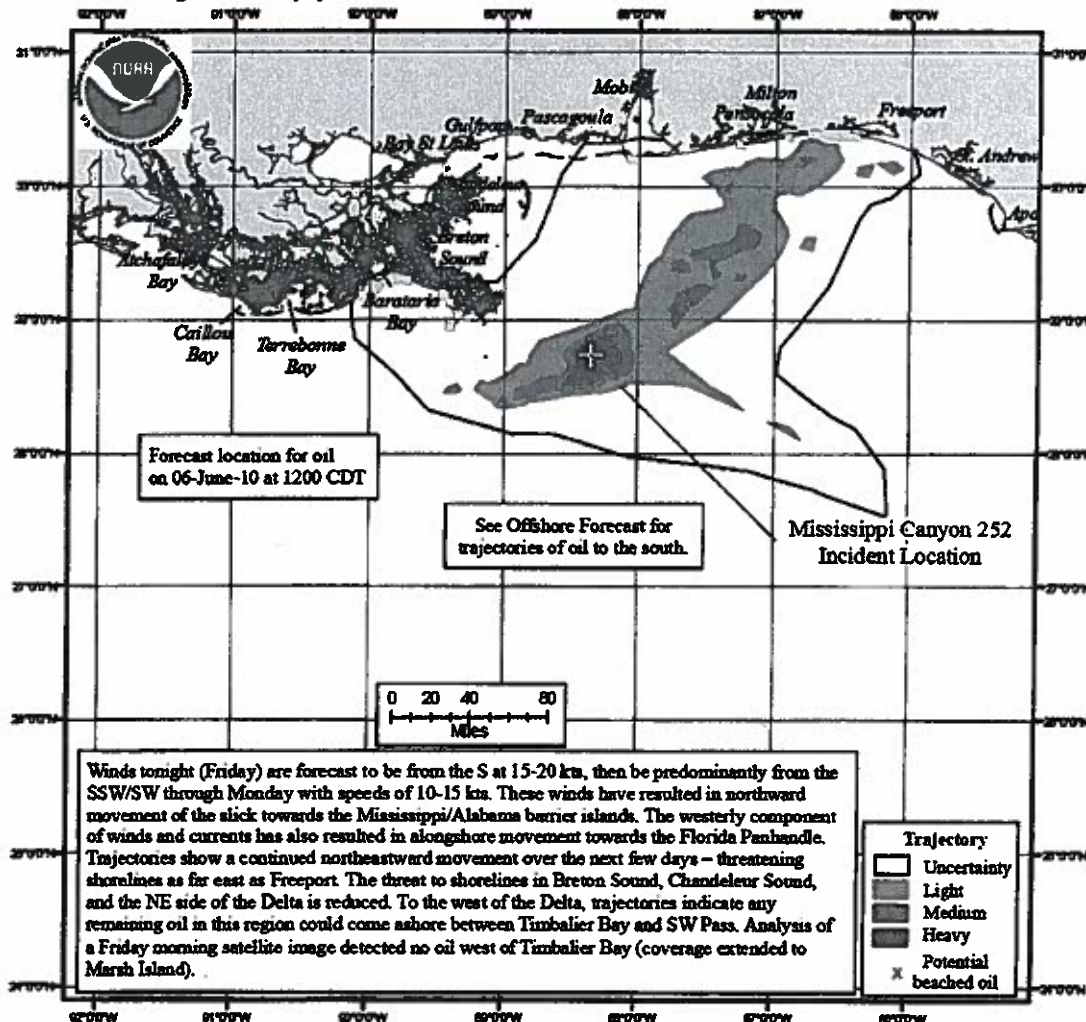 NOAA
Mobi
Milton
Pascagoula
Pensacola
Freeport
Gulfpor
Bay St Louis
St. Andrew
Breton
Sound
Apo
Atchafalay
Bay
Barataria
Bay
Caillou
Bay
Terrebonne
Bay
Forecast location for oil
on 06-June-10 at 1200 CDT
See Offshore Forecast for
trajectories of oil to the south.
Mississippi Canyon 252
Incident Location
0 20 40 80
Miles
Winds tonight (Friday) are forecast to be from the S at 15-20 kts, then be predominantly from the
SSW/SW through Monday with speeds of 10-15 kts. These winds have resulted in northward
movement of the slick towards the Mississippi/Alabama barrier islands. The westerly component
of winds and currents has also resulted in alongshore movement towards the Florida Panhandle.
Trajectories show a continued northeastward movement over the next few days – threatening
shorelines as far east as Freeport. The threat to shorelines in Breton Sound, Chandeleur Sound,
and the NE side of the Delta is reduced. To the west of the Delta, trajectories indicate any
remaining oil in this region could come ashore between Timbalier Bay and SW Pass. Analysis of
a Friday morning satellite image detected no oil west of Timbalier Bay (coverage extended to
Marsh Island).
Trajectory
Uncertainty
Light
Medium
Heavy
x Potential
beached oil